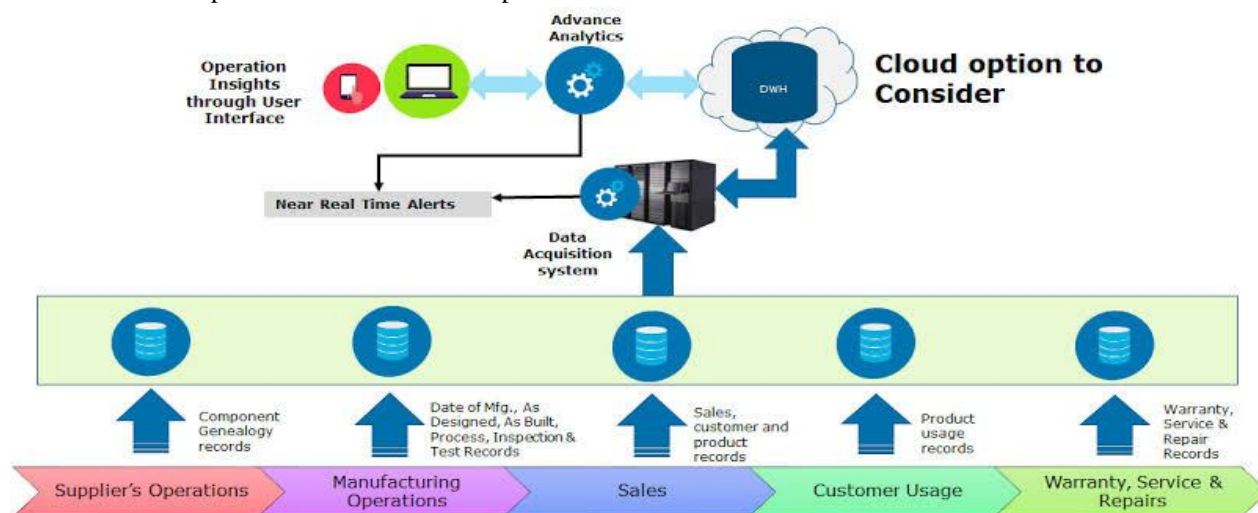 Advance
Analytics
Operation
Insights
through User
Interface
DWH
Cloud option to
Consider
Near Real Time Alerts
Data
Acquisition
system
Component
Genealogy
records
Date of Mfg., As
Designed, As Built,
Process, Inspection &
Test Records
Sales,
customer and
product
records
Product
usage records
Warranty,
Service &
Repair
Records
Supplier's Operations
Manufacturing
Operations
Sales
Customer Usage
Warranty, Service &
Repairs